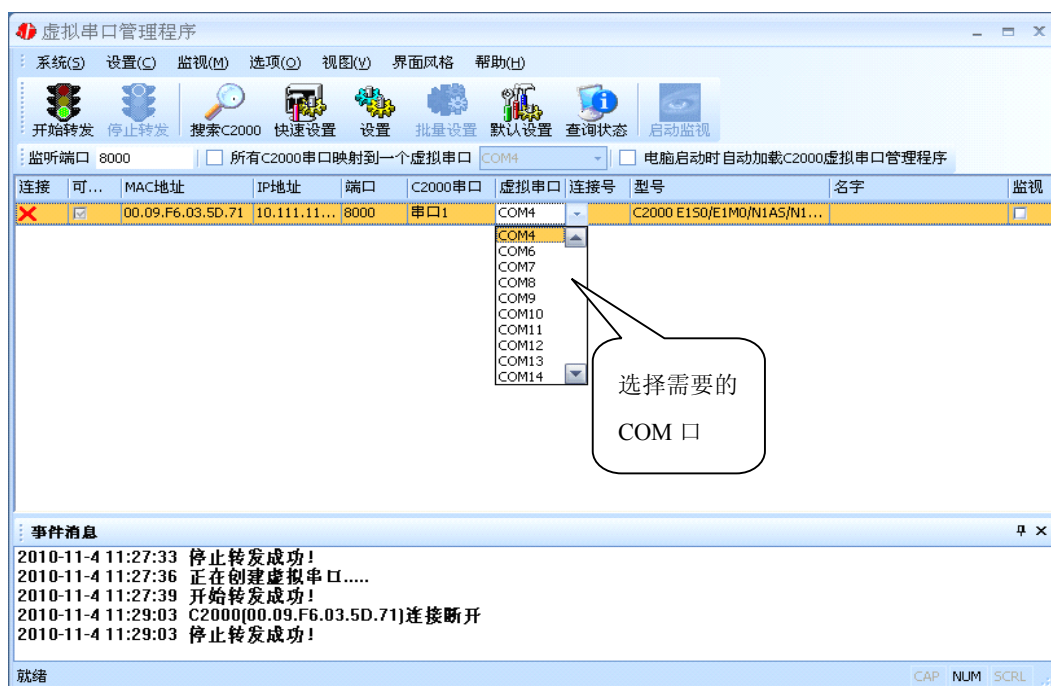 虚拟串口管理程序
系统(S) 设置(C) 监视(M) 选项(O) 视图(V) 界面风格 帮助(H)
开始转发 停止转发 搜索C2000 快速设置 设置 批量设置 默认设置 查询状态 启动监视
监听端口 8000 所有C2000串口映射到一个虚拟串口 COM4 电脑启动时自动加载C2000虚拟串口管理程序
连接 可... MAC地址 IP地址 端口 C2000串口 虚拟串口 连接号 型号 名字 监视
00.09.F6.03.5D.71 10.111.11... 8000 串口1 COM4 C2000 E1S0/E1M0/N1AS/N1...
COM4
COM6
COM7
COM8
COM9
COM10
COM11
COM12
COM13
COM14
选择需要的
COM 口
事件消息
2010-11-4 11:27:33 停止转发成功!
2010-11-4 11:27:36 正在创建虚拟串口.....
2010-11-4 11:27:39 开始转发成功!
2010-11-4 11:29:03 C2000(00.09.F6.03.5D.71)连接断开
2010-11-4 11:29:03 停止转发成功!
就绪 CAP NUM SCRL